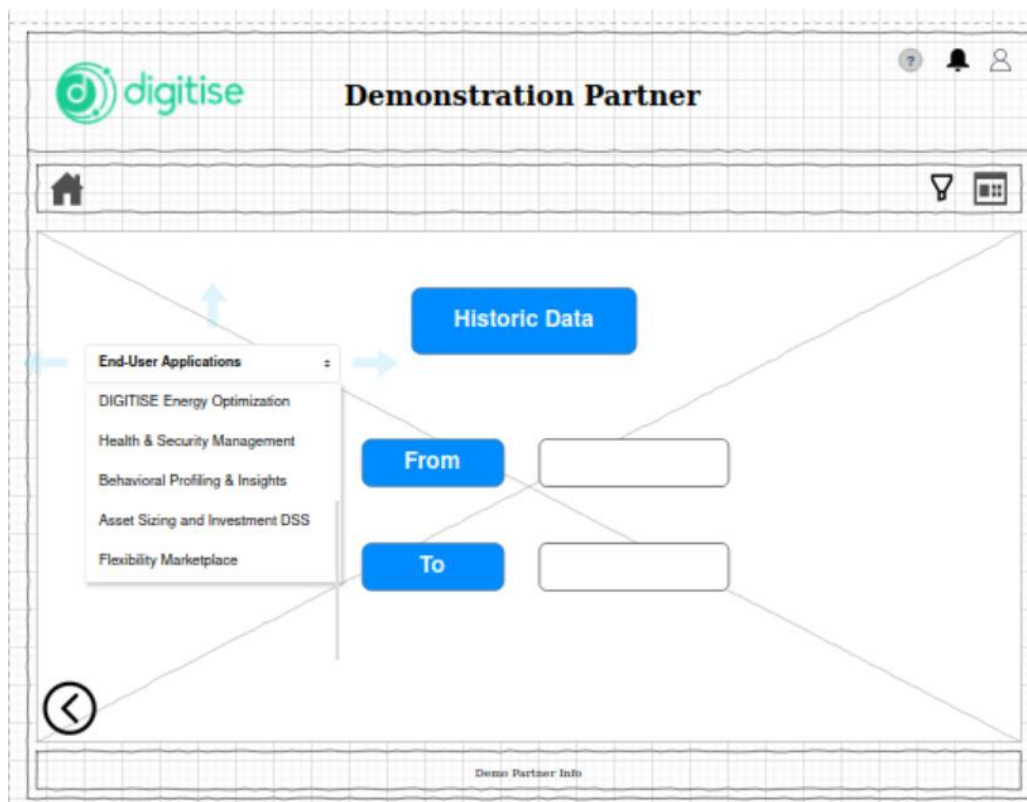 digitise
Demonstration Partner
?
Historic Data
End-User Applications
DIGITISE Energy Optimization
Health & Security Management
Behavioral Profiling & Insights
Asset Sizing and Investment DSS
Flexibility Marketplace
From
To
Demo Partner Info